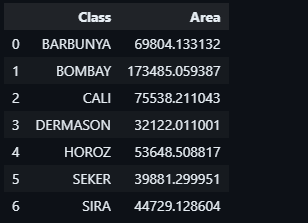 Class Area
0 BARBUNYA 69804.133132
1 BOMBAY 173485.059387
2 CALI 75538.211043
3 DERMASON 32122.011001
4 HOROZ 53648.508817
5 SEKER 39881.299951
6 SIRA 44729.128604